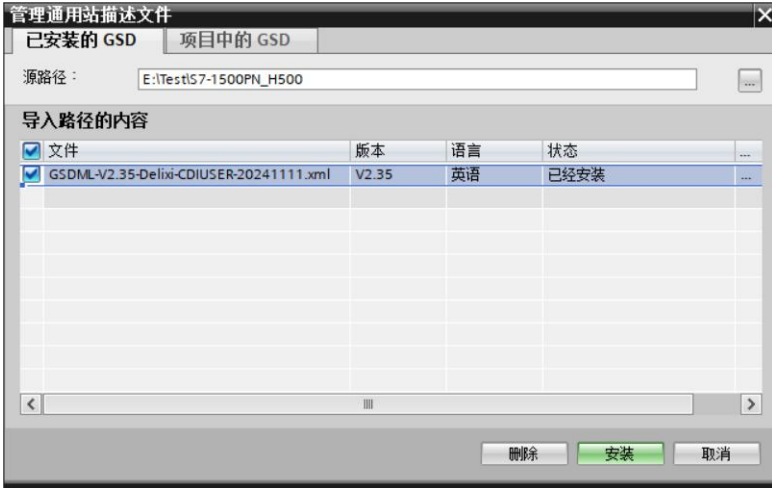 管理通用站描述文件
已安装的 GSD 项目中的 GSD
源路径： E:\Test\S7-1500PN_H500 ...
导入路径的内容
文件 版本 语言 状态 ...
GSDML-V2.35-Delixi-CDIUSER-20241111.xml V2.35 英语 已经安装 ...
删除 安装 取消